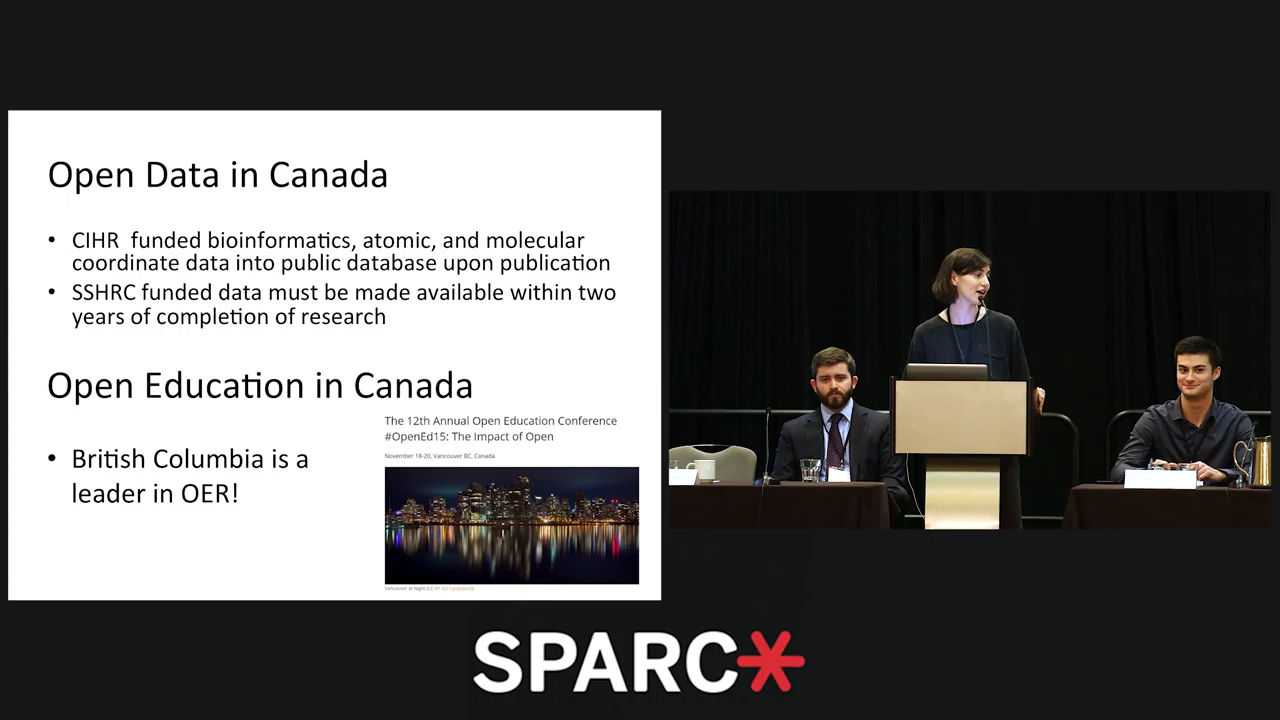 Open Data in Canada
• CIHR funded bioinformatics, atomic, and molecular
coordinate data into public database upon publication
• SSHRC funded data must be made available within two
years of completion of research
Open Education in Canada
The 12th Annual Open Education Conference
#OpenEd15: The Impact of Open
November 18-20, Vancouver BC, Canada
• British Columbia is a
leader in OER!
Vancouver at Night
SPARC